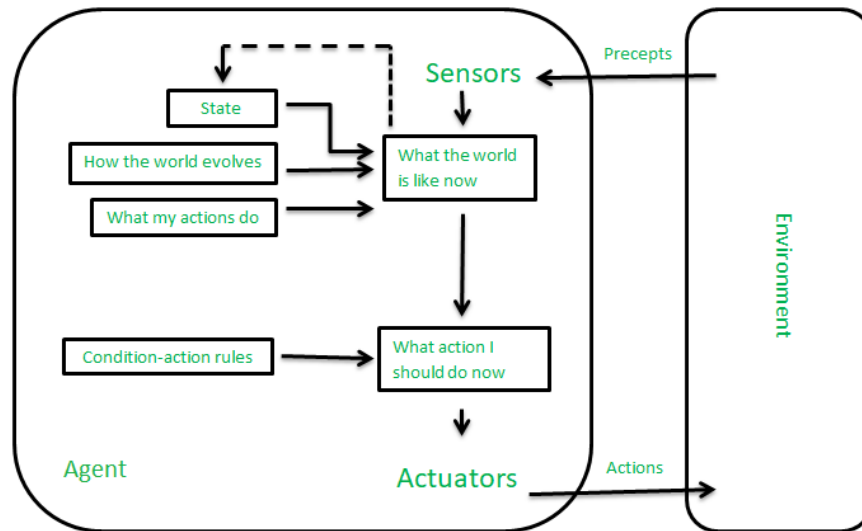 Precepts
Sensors
State
How the world evolves
What the world
is like now
What my actions do
Environment
Condition-action rules
What action I
should do now
Agent
Actuators
Actions